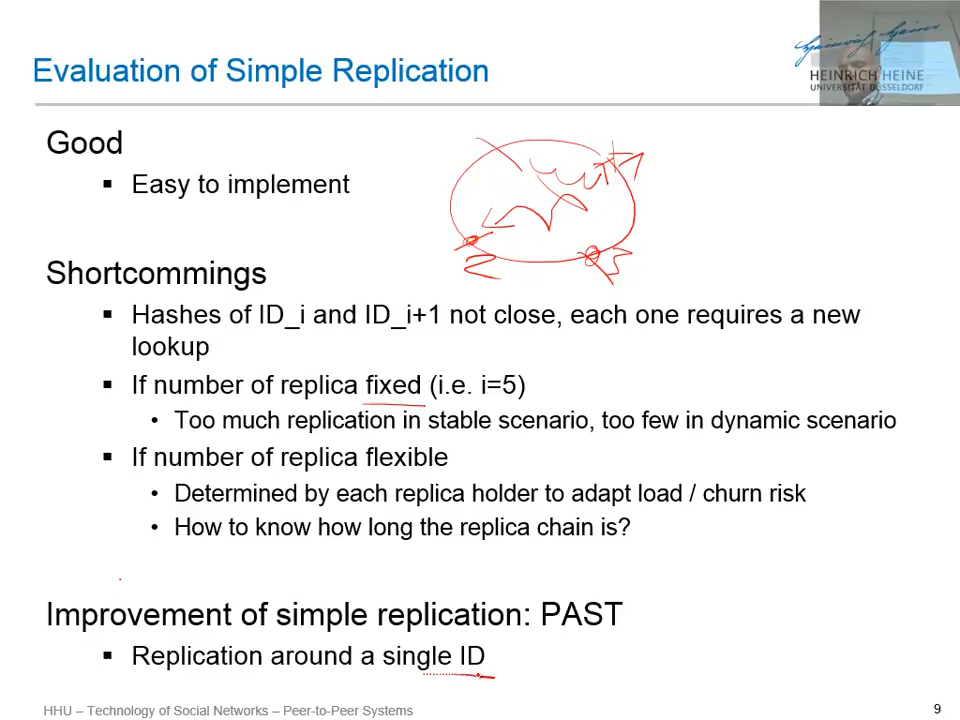 Evaluation of Simple Replication
Heinrich Heine
HEINRICH HEINE
UNIVERSITÄT DÜSSELDORF
Good
▪ Easy to implement
Shortcommings
▪ Hashes of ID_i and ID_i+1 not close, each one requires a new
lookup
▪ If number of replica fixed (i.e. i=5)
• Too much replication in stable scenario, too few in dynamic scenario
▪ If number of replica flexible
• Determined by each replica holder to adapt load / churn risk
• How to know how long the replica chain is?
Improvement of simple replication: PAST
▪ Replication around a single ID
HHU – Technology of Social Networks – Peer-to-Peer Systems
9